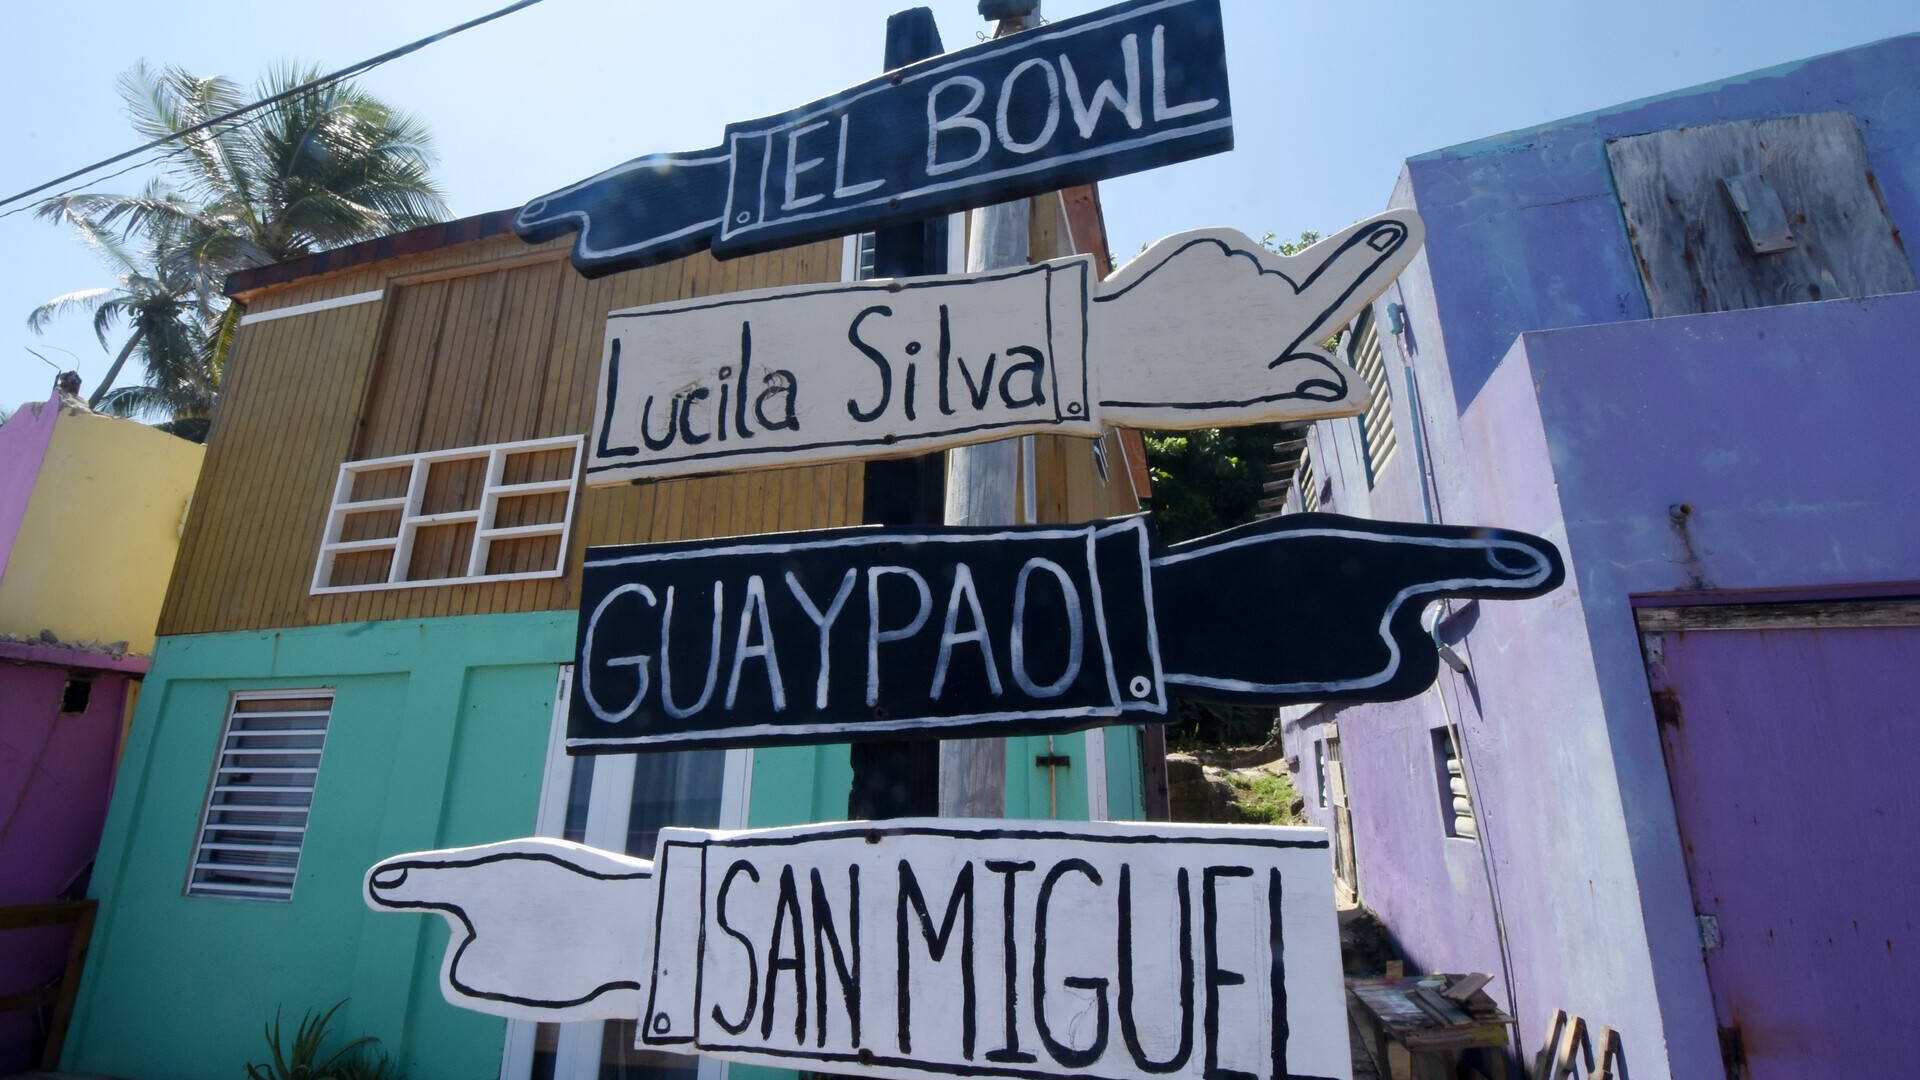 EL BOWL
Lucila Silva
GUAYPAO
SAN MIGUEL